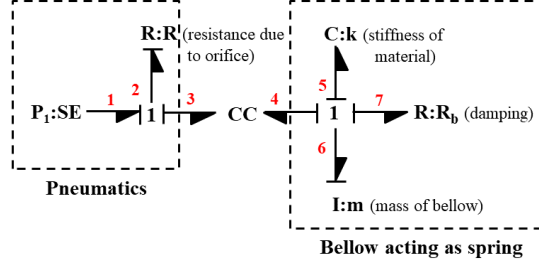 R:R (resistance due to orifice)
C:k (stiffness of material)
2
5
1
3
4
7
P₁:SE
1
CC
1
R:R_b (damping)
6
I:m (mass of bellow)
Pneumatics
Bellow acting as spring